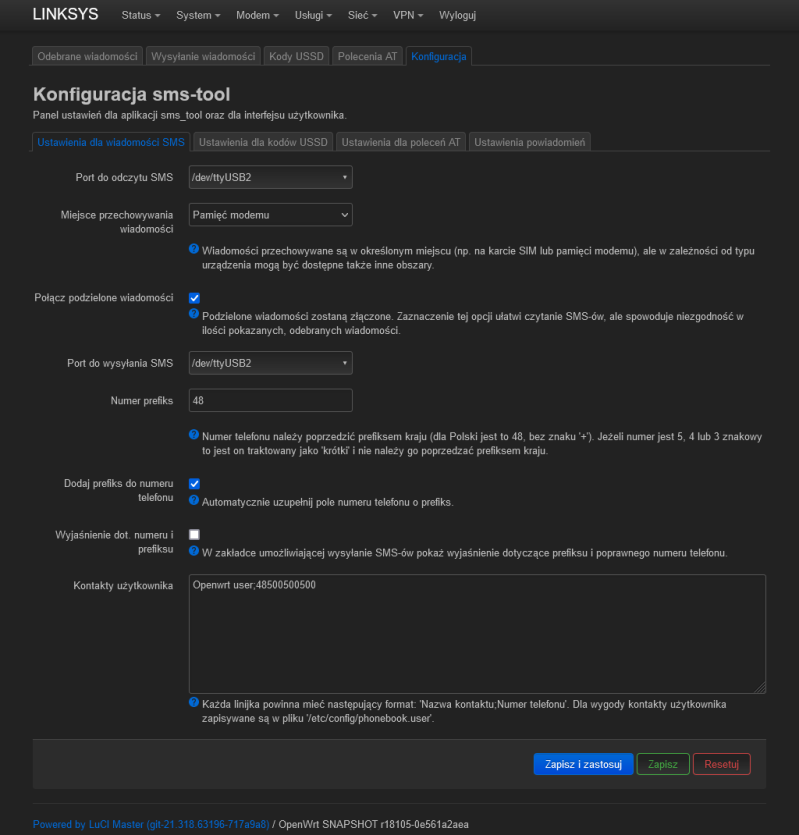 LINKSYS Status System Modem Usługi Sieć VPN Wyloguj
Odebrane wiadomości Wysyłanie wiadomości Kody USSD Polecenia AT Konfiguracja
Konfiguracja sms-tool
Panel ustawień dla aplikacji sms_tool oraz dla interfejsu użytkownika.
Ustawienia dla wiadomości SMS Ustawienia dla kodów USSD Ustawienia dla poleceń AT Ustawienia powiadomień
Port do odczytu SMS /dev/ttyUSB2
Miejsce przechowywania Pamięć modemu
wiadomości
Wiadomości przechowywane są w określonym miejscu (np. na karcie SIM lub pamięci modemu), ale w zależności od typu
urządzenia mogą być dostępne także inne obszary.
Połącz podzielone wiadomości
Podzielone wiadomości zostaną złączone. Zaznaczenie tej opcji ułatwi czytanie SMS-ów, ale spowoduje niezgodność w
ilości pokazanych, odebranych wiadomości.
Port do wysyłania SMS /dev/ttyUSB2
Numer prefiks 48
Numer telefonu należy poprzedzić prefiksem kraju (dla Polski jest to 48, bez znaku '+'). Jeżeli numer jest 5, 4 lub 3 znakowy
to jest on traktowany jako 'krótki' i nie należy go poprzedzać prefiksem kraju.
Dodaj prefiks do numeru
telefonu
Automatycznie uzupełnij pole numeru telefonu o prefiks.
Wyjaśnienie dot. numeru i
prefiksu
W zakładce umożliwiającej wysyłanie SMS-ów pokaż wyjaśnienie dotyczące prefiksu i poprawnego numeru telefonu.
Kontakty użytkownika Openwrt user;48500500500
Każda linijka powinna mieć następujący format: 'Nazwa kontaktu;Numer telefonu'. Dla wygody kontakty użytkownika
zapisywane są w pliku '/etc/config/phonebook.user'.
Zapisz i zastosuj Zapisz Resetuj
Powered by LuCI Master (git-21.318.63196-717a9a8) / OpenWrt SNAPSHOT r18105-0e561a2aea